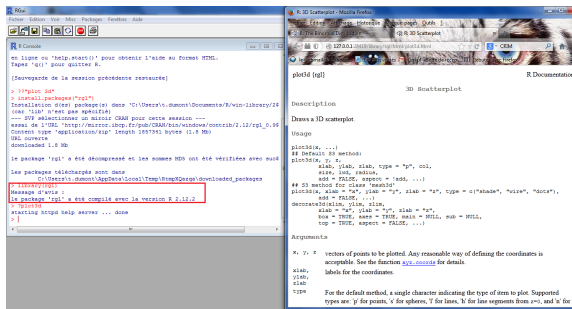 RGui
Fichier Edition Voir Misc Packages Fenêtres Aide
R Console
en ligne ou 'help.start()' pour obtenir l'aide au format HTML.
Tapez 'q()' pour quitter R.
[Sauvegarde de la session précédente restaurée]
> ??"plot 3d"
> install.packages("rgl")
Installation d(es) package(s) dans 'C:\Users\t.dumont\Documents/R/win-library/2
(car 'lib' n'est pas spécifié)
--- SVP sélectionner un miroir CRAN pour cette session ---
essai de l'URL 'http://mirror.ibcp.fr/pub/CRAN/bin/windows/contrib/2.12/rgl_0.9
Content type 'application/zip' length 1897361 bytes (1.8 Mb)
URL ouverte
downloaded 1.8 Mb
le package 'rgl' a été décompressé et les sommes MD5 ont été vérifiées avec
Les packages téléchargés sont dans
C:\Users\t.dumont\AppData\Local\Temp\RtmpXQarqa\downloaded_packages
> library(rgl)
Message d'avis :
le package 'rgl' a été compilé avec la version R 2.12.2
> ?plot3d
starting httpd help server ... done
>
R: 3D Scatterplot - Mozilla Firefox
Edition Historique Outils
R: The Binomial R: 3D Scatterplot
127.0.0.1 CRIM
plot3d {rgl} R Documentation
3D Scatterplot
Description
Draws a 3D scatterplot.
Usage
plot3d(x, ...)
## Default S3 method:
plot3d(x, y, z,
xlab, ylab, zlab, type = "p", col,
size, lwd, radius,
add = FALSE, aspect = !add, ...)
## S3 method for class 'mesh3d'
plot3d(x, xlab = "x", ylab = "y", zlab = "z", type = c("shade", "wire", "dots"),
add = FALSE, ...)
decorate3d(xlim, ylim, zlim,
xlab = "x", ylab = "y", zlab = "z",
box = TRUE, axes = TRUE, main = NULL, sub = NULL,
top = TRUE, aspect = FALSE, ...)
Arguments
x, y, z vectors of points to be plotted. Any reasonable way of defining the coordinates is
acceptable. See the function xyz.coords for details.
xlab, labels for the coordinates.
ylab,
zlab
type For the default method, a single character indicating the type of item to plot. Supported
types are: 'p' for points, 's' for spheres, 'l' for lines, 'h' for line segments from z=0, and 'n' for